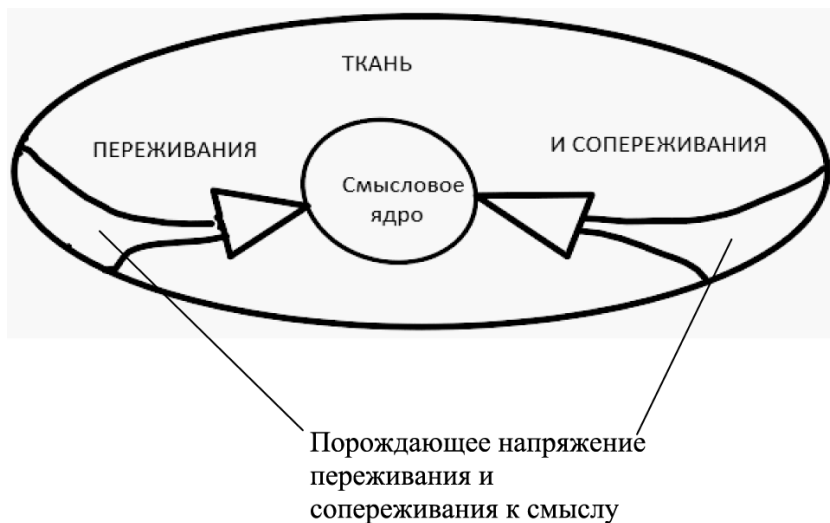 ТКАНЬ
ПЕРЕЖИВАНИЯ
И СОПЕРЕЖИВАНИЯ
Смысловое
ядро
Порождающее напряжение
переживания и
сопереживания к смыслу